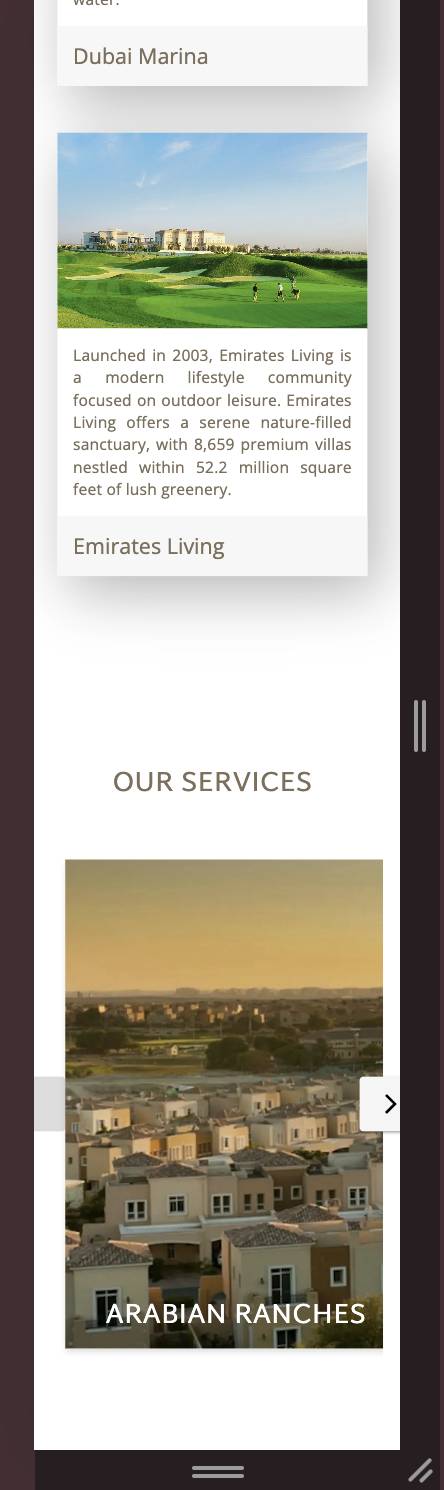 water.
Dubai Marina
Launched in 2003, Emirates Living is
a modern lifestyle community
focused on outdoor leisure. Emirates
Living offers a serene nature-filled
sanctuary, with 8,659 premium villas
nestled within 52.2 million square
feet of lush greenery.
Emirates Living
OUR SERVICES
ARABIAN RANCHES